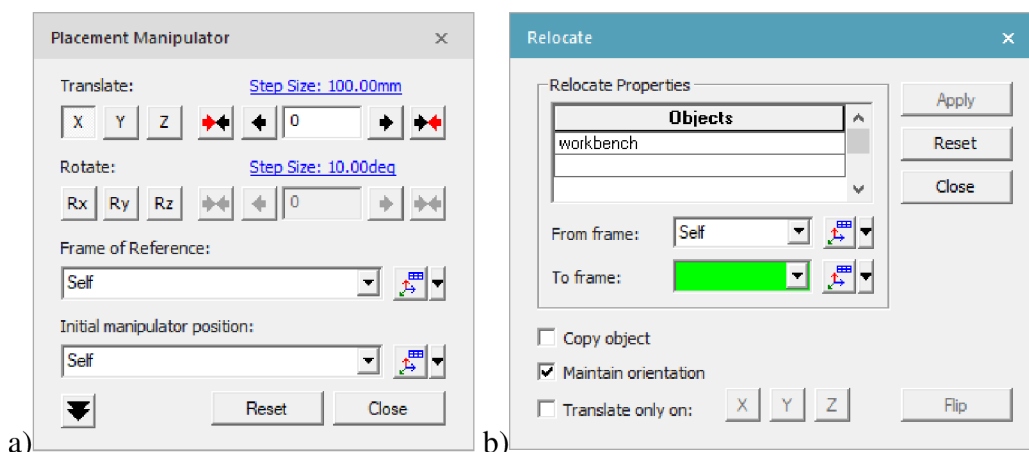 Placement Manipulator ×
Translate: Step Size: 100.00mm
X Y Z 0
Rotate: Step Size: 10.00deg
Rx Ry Rz 0
Frame of Reference:
Self
Initial manipulator position:
Self
Reset Close
a)
Relocate ×
Relocate Properties
Objects
workbench
From frame: Self
To frame:
Apply
Reset
Close
Copy object
Maintain orientation
Translate only on: X Y Z Flip
b)